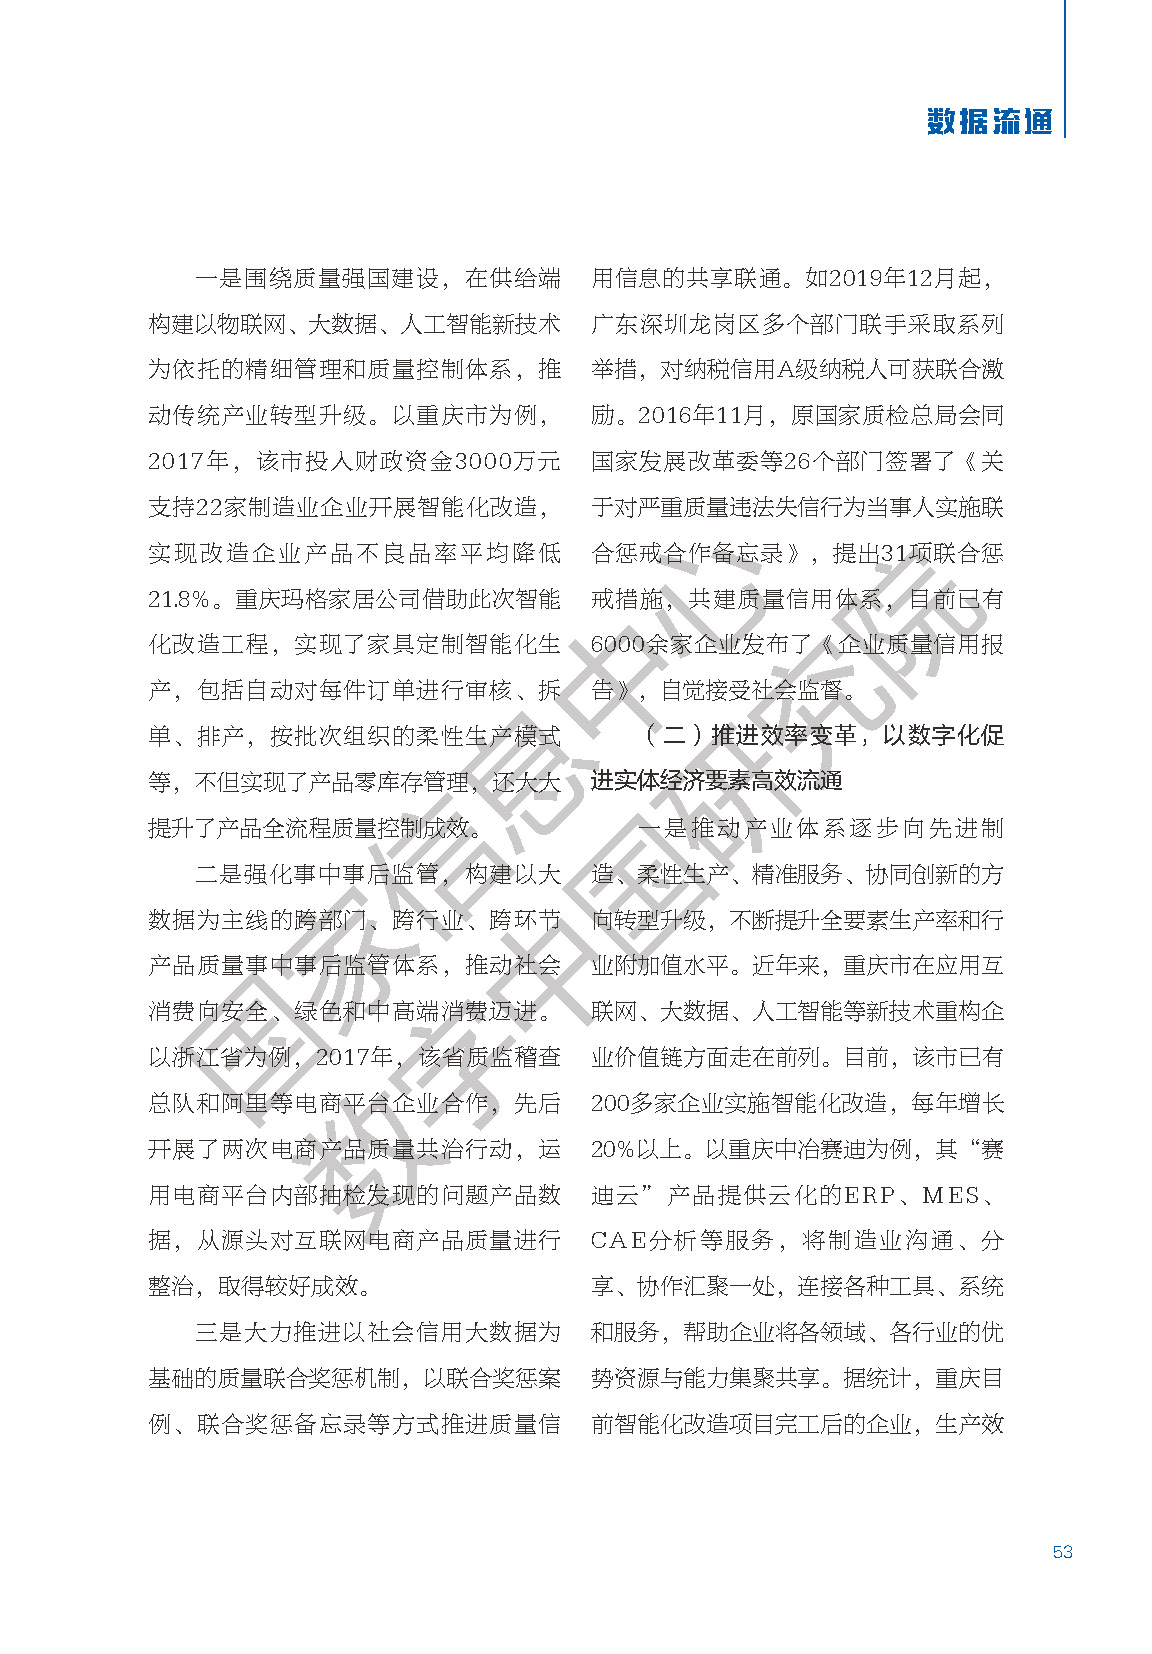 数据流通
一是围绕质量强国建设，在供给端
构建以物联网、大数据、人工智能新技术
为依托的精细管理和质量控制体系，推
动传统产业转型升级。以重庆市为例，
2017年，该市投入财政资金3000万元
支持22家制造业企业开展智能化改造，
实现改造企业产品不良品率平均降低
21.8%。重庆玛格家居公司借助此次智能
化改造工程，实现了家具定制智能化生
产，包括自动对每件订单进行审核、拆
单、排产，按批次组织的柔性生产模式
等，不但实现了产品零库存管理，还大大
提升了产品全流程质量控制成效。
二是强化事中事后监管，构建以大
数据为主线的跨部门、跨行业、跨环节
产品质量事中事后监管体系，推动社会
消费向安全、绿色和中高端消费迈进。
以浙江省为例，2017年，该省质监稽查
总队和阿里等电商平台企业合作，先后
开展了两次电商产品质量共治行动，运
用电商平台内部抽检发现的问题产品数
据，从源头对互联网电商产品质量进行
整治，取得较好成效。
三是大力推进以社会信用大数据为
基础的质量联合奖惩机制，以联合奖惩案
例、联合奖惩备忘录等方式推进质量信
用信息的共享联通。如2019年12月起，
广东深圳龙岗区多个部门联手采取系列
举措，对纳税信用A级纳税人可获联合激
励。2016年11月，原国家质检总局会同
国家发展改革委等26个部门签署了《关
于对严重质量违法失信行为当事人实施联
合惩戒合作备忘录》，提出31项联合惩
戒措施，共建质量信用体系，目前已有
6000余家企业发布了《企业质量信用报
告》，自觉接受社会监督。
（二）推进效率变革，以数字化促
进实体经济要素高效流通
一是推动产业体系逐步向先进制
造、柔性生产、精准服务、协同创新的方
向转型升级，不断提升全要素生产率和行
业附加值水平。近年来，重庆市在应用互
联网、大数据、人工智能等新技术重构企
业价值链方面走在前列。目前，该市已有
200多家企业实施智能化改造，每年增长
20%以上。以重庆中冶赛迪为例，其“赛
迪云”产品提供云化的ERP、MES、
CAE分析等服务，将制造业沟通、分
享、协作汇聚一处，连接各种工具、系统
和服务，帮助企业将各领域、各行业的优
势资源与能力集聚共享。据统计，重庆目
前智能化改造项目完工后的企业，生产效
国家信息中心
数字中国研究院
53